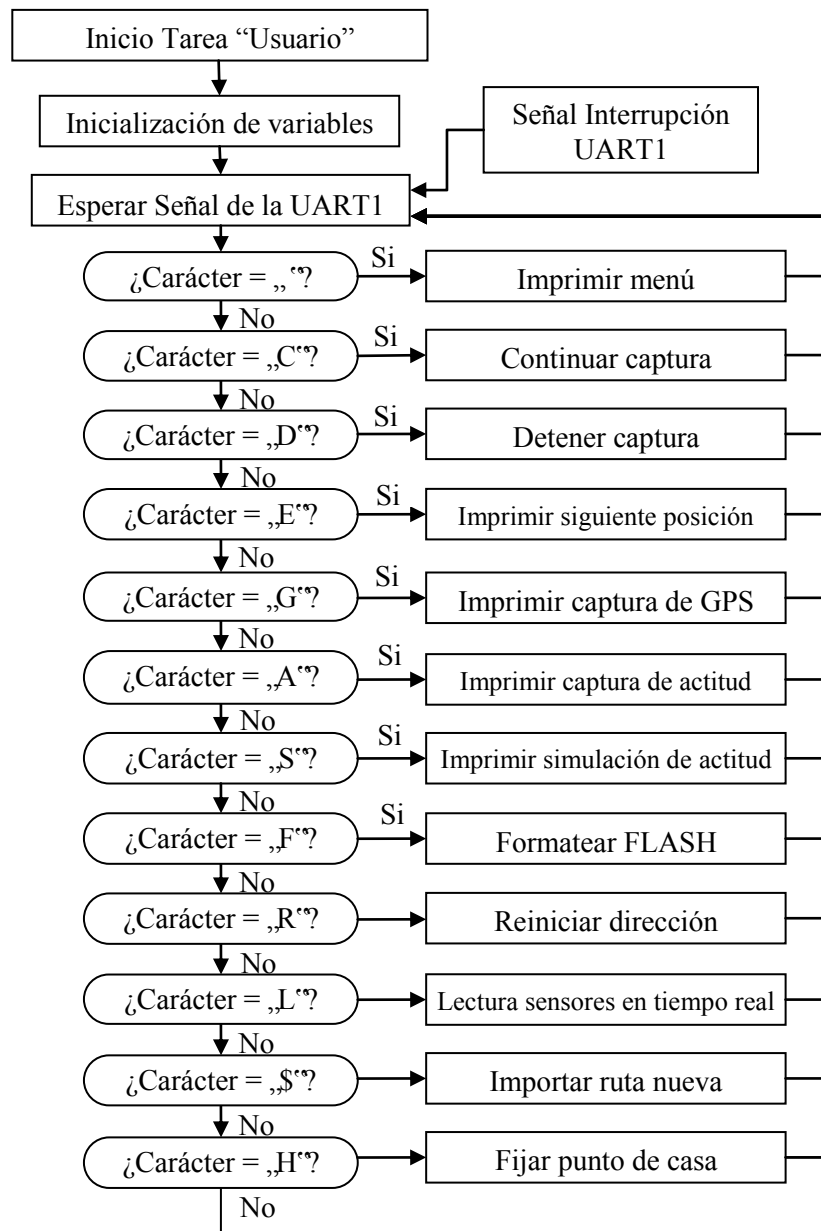 Inicio Tarea “Usuario”
Inicialización de variables
Señal Interrupción
UART1
Esperar Señal de la UART1
¿Carácter = „ ‟?
Si
Imprimir menú
No
¿Carácter = „C‟?
Si
Continuar captura
No
¿Carácter = „D‟?
Si
Detener captura
No
¿Carácter = „E‟?
Si
Imprimir siguiente posición
No
¿Carácter = „G‟?
Si
Imprimir captura de GPS
No
¿Carácter = „A‟?
Si
Imprimir captura de actitud
No
¿Carácter = „S‟?
Si
Imprimir simulación de actitud
No
¿Carácter = „F‟?
Si
Formatear FLASH
No
¿Carácter = „R‟?
Reiniciar dirección
No
¿Carácter = „L‟?
Lectura sensores en tiempo real
No
¿Carácter = „$‟?
Importar ruta nueva
No
¿Carácter = „H‟?
Fijar punto de casa
No